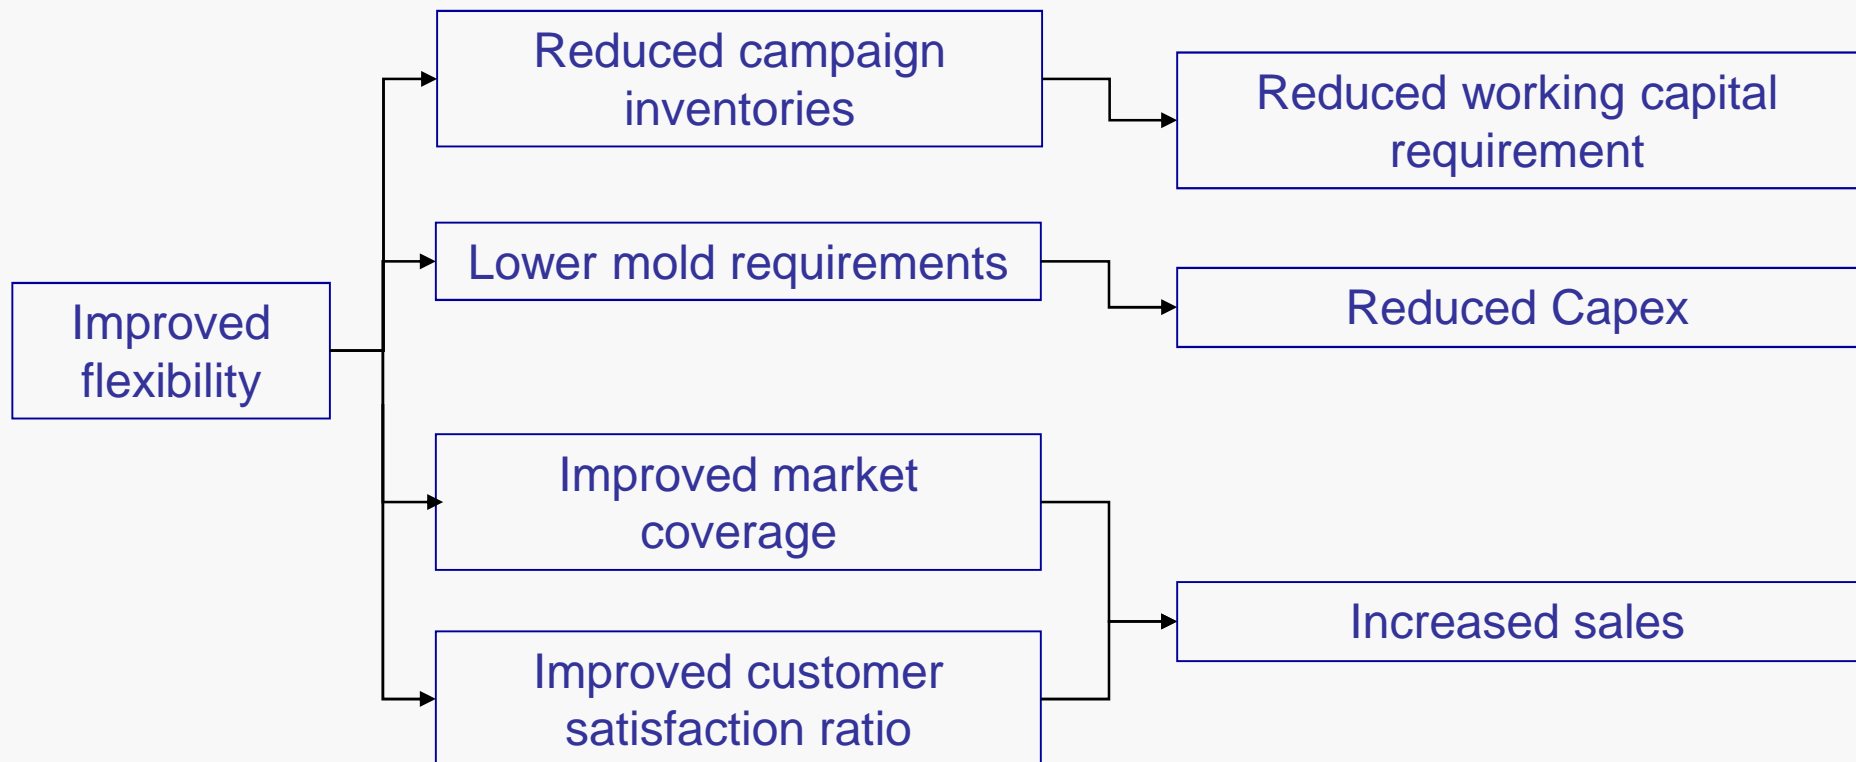 Reduced campaign
inventories
Reduced working capital
requirement
Lower mold requirements
Reduced Capex
Improved
flexibility
Improved market
coverage
Increased sales
Improved customer
satisfaction ratio